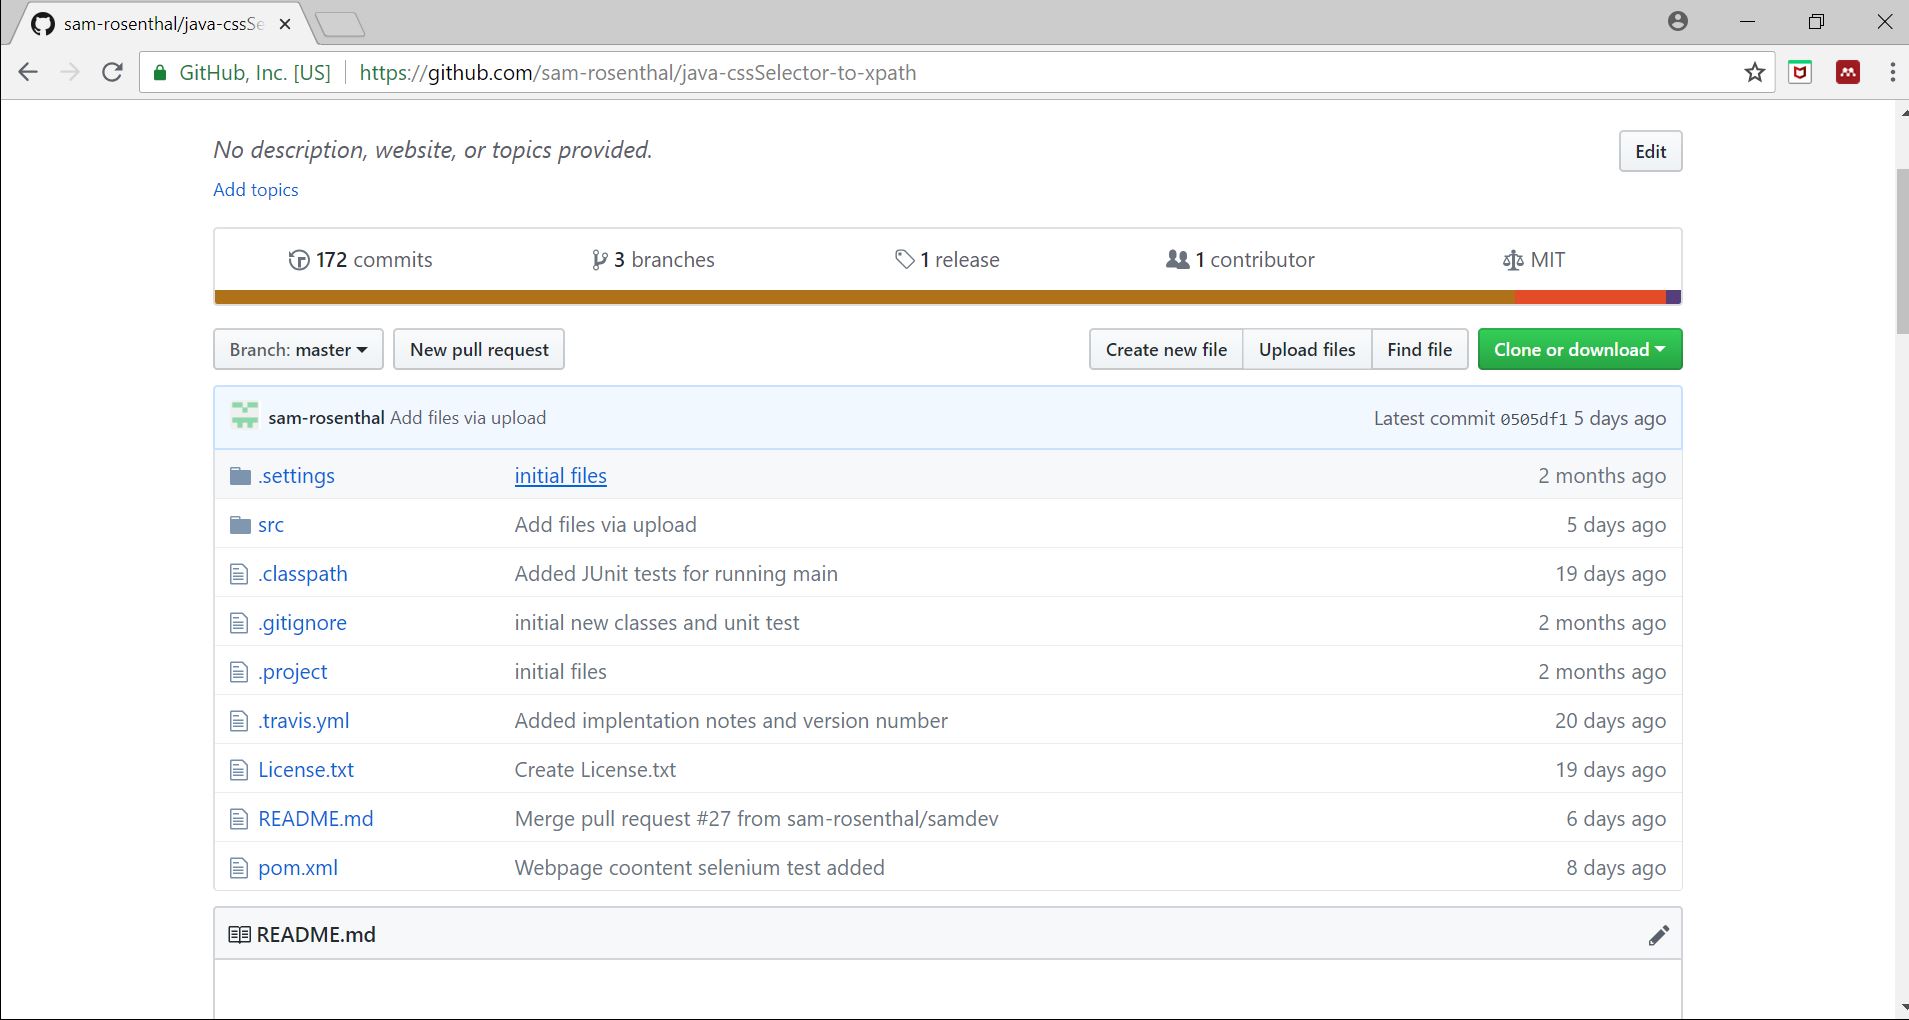 sam-rosenthal/java-cssSe
GitHub, Inc. [US] https://github.com/sam-rosenthal/java-cssSelector-to-xpath
No description, website, or topics provided. Edit
Add topics
172 commits 3 branches 1 release 1 contributor MIT
Branch: master New pull request Create new file Upload files Find file Clone or download
sam-rosenthal Add files via upload Latest commit 0505df1 5 days ago
.settings initial files 2 months ago
src Add files via upload 5 days ago
.classpath Added JUnit tests for running main 19 days ago
.gitignore initial new classes and unit test 2 months ago
.project initial files 2 months ago
.travis.yml Added implentation notes and version number 20 days ago
License.txt Create License.txt 19 days ago
README.md Merge pull request #27 from sam-rosenthal/samdev 6 days ago
pom.xml Webpage coontent selenium test added 8 days ago
README.md